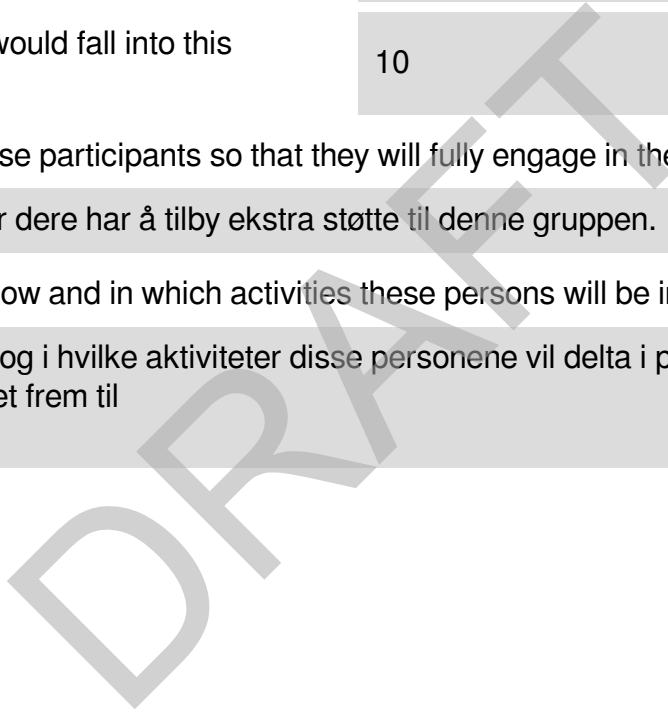 would fall into this
10
se participants so that they will fully engage in the
r dere har å tilby ekstra støtte til denne gruppen.
ow and in which activities these persons will be in
og i hvilke aktiviteter disse personene vil delta i p
et frem til
DRAFT